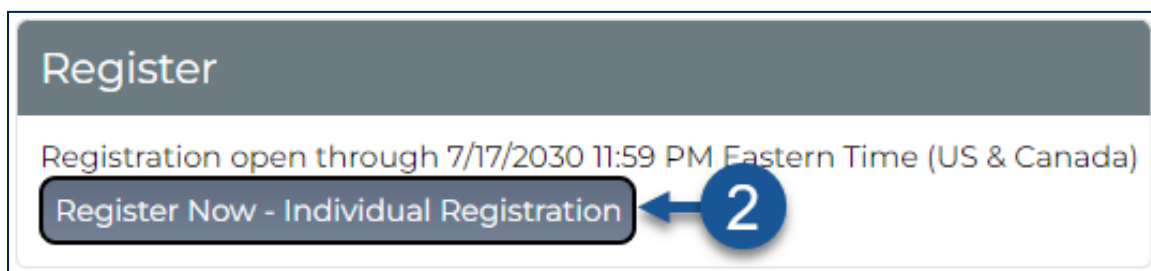 Register
Registration open through 7/17/2030 11:59 PM Eastern Time (US & Canada)
Register Now - Individual Registration
2